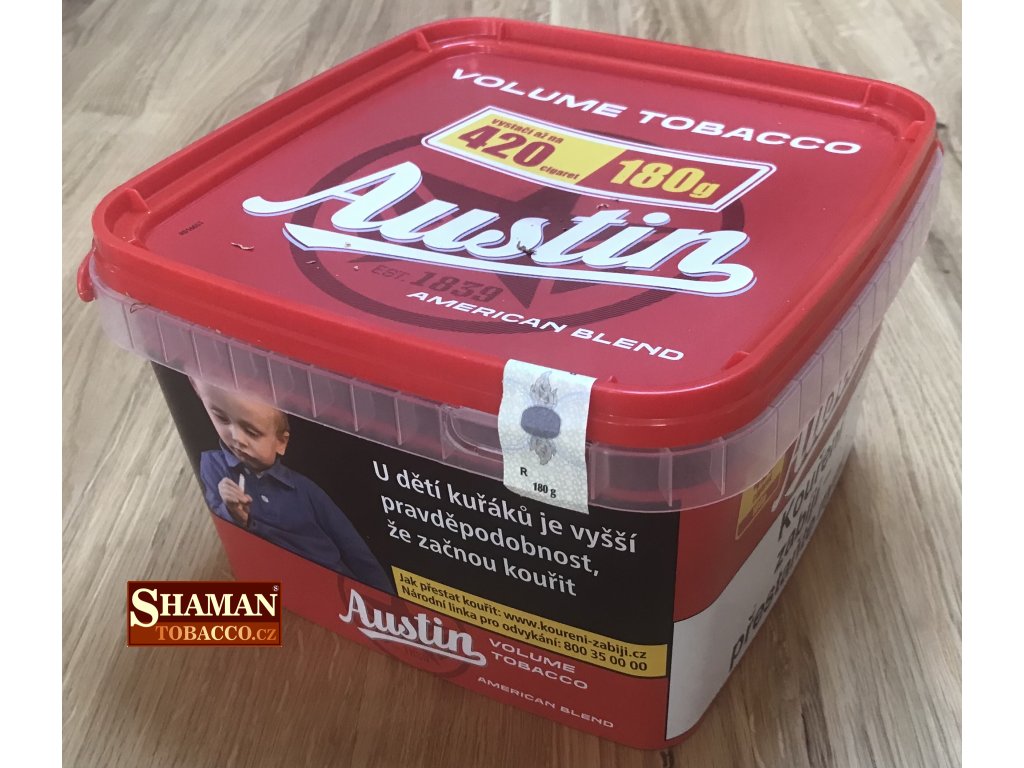 VOLUME TOBACCO
vystačí až na
420
cigaret
180g
Austin
EST. 1839
AMERICAN BLEND
R
180 g
U dětí kuřáků je vyšší
pravděpodobnost,
že začnou kouřit
Jak přestat kouřit: www.koureni-zabiji.cz
Národní linka pro odvykání: 800 35 00 00
Austin
VOLUME
TOBACCO
AMERICAN BLEND
SHAMAN®
TOBACCO.CZ